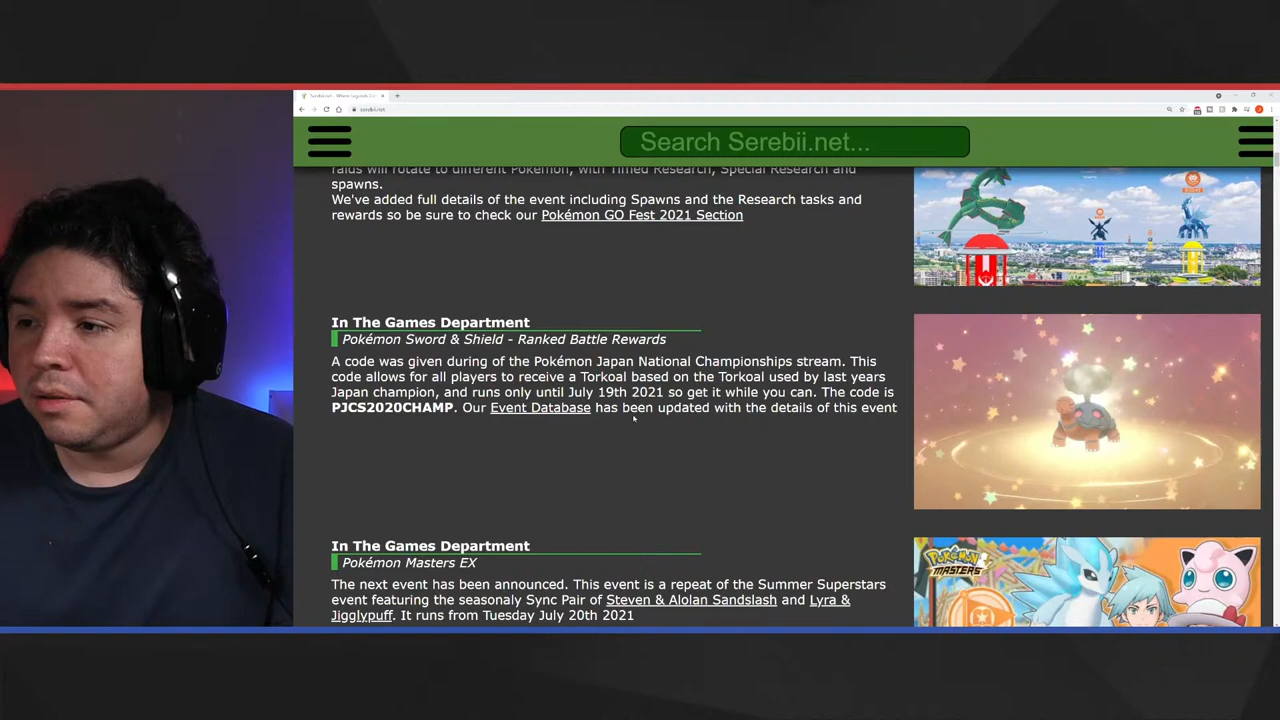 Serebii.net - Where Legends
serebii.net
Search Serebii.net...
raids will rotate to different Pokémon, with Timed Research, Special Research and
spawns.
We've added full details of the event including Spawns and the Research tasks and
rewards so be sure to check our Pokémon GO Fest 2021 Section
In The Games Department
Pokémon Sword & Shield - Ranked Battle Rewards
A code was given during of the Pokémon Japan National Championships stream. This
code allows for all players to receive a Torkoal based on the Torkoal used by last years
Japan champion, and runs only until July 19th 2021 so get it while you can. The code is
PJCS2020CHAMP. Our Event Database has been updated with the details of this event
In The Games Department
Pokémon Masters EX
The next event has been announced. This event is a repeat of the Summer Superstars
event featuring the seasonaly Sync Pair of Steven & Alolan Sandslash and Lyra &
Jigglypuff. It runs from Tuesday July 20th 2021
POKéMON
MASTERS